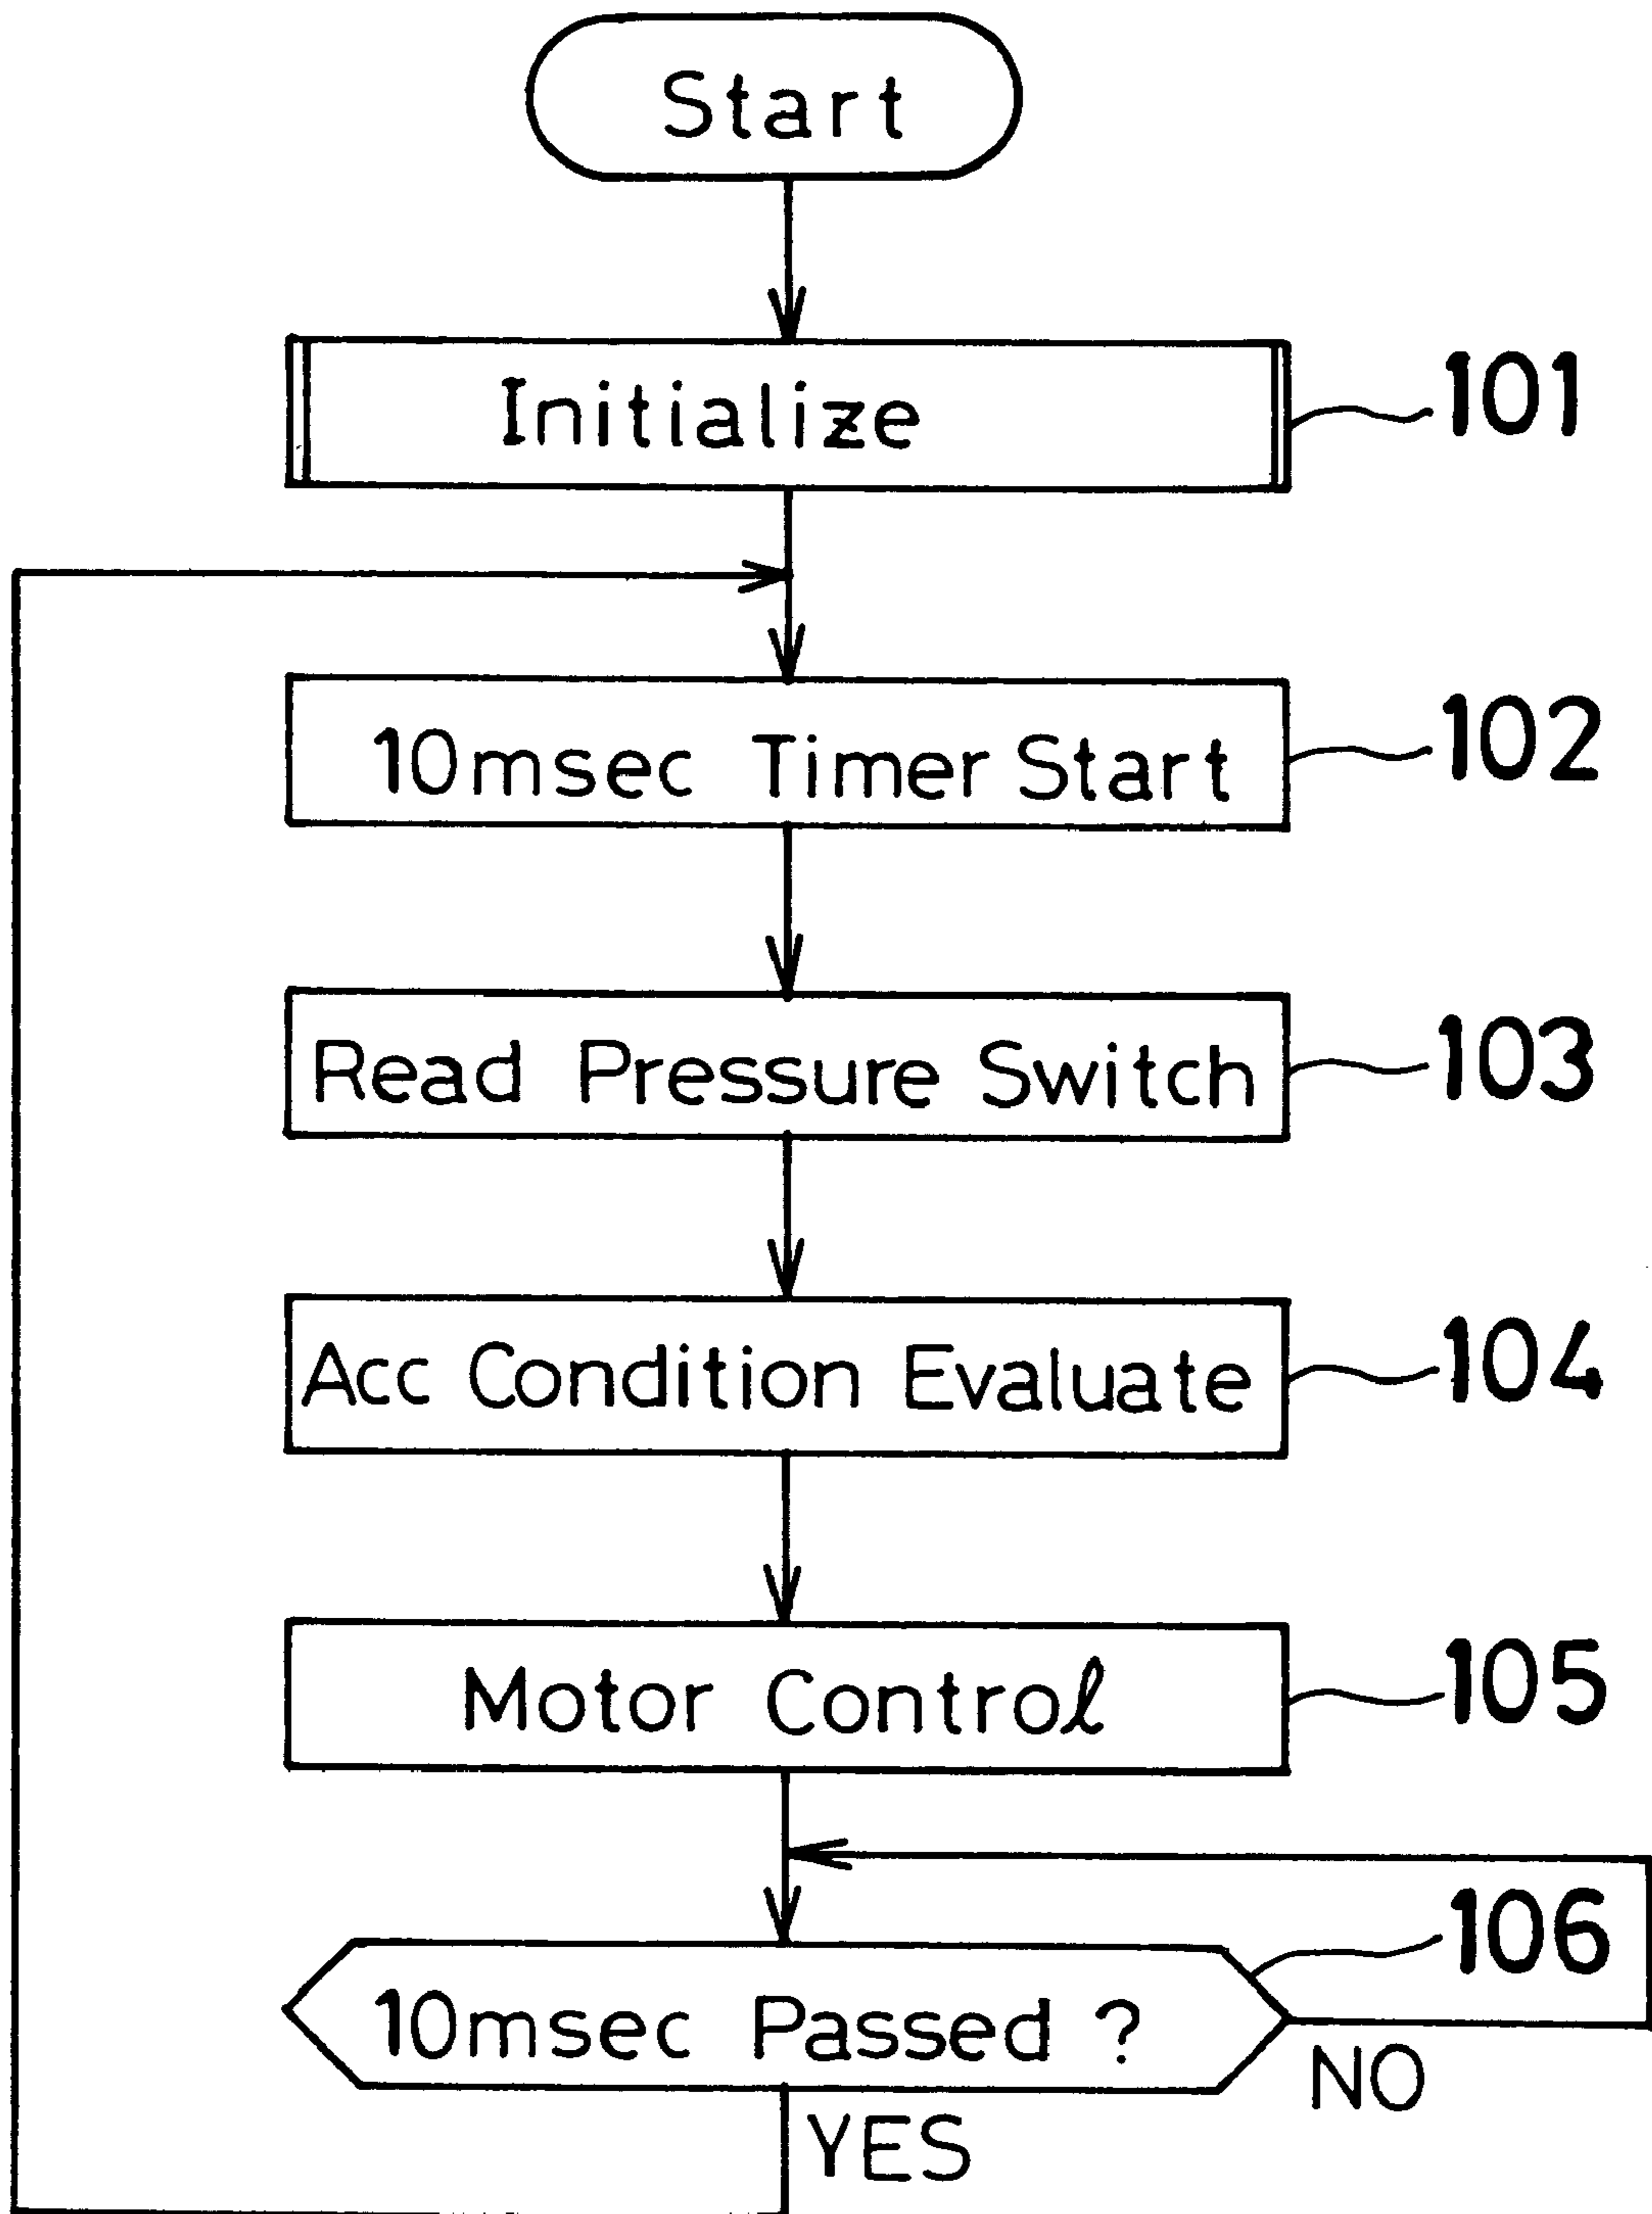 Start
Initialize
101
10msec Timer Start
102
Read Pressure Switch
103
Acc Condition Evaluate
104
Motor Control
105
106
10msec Passed ?
NO
YES